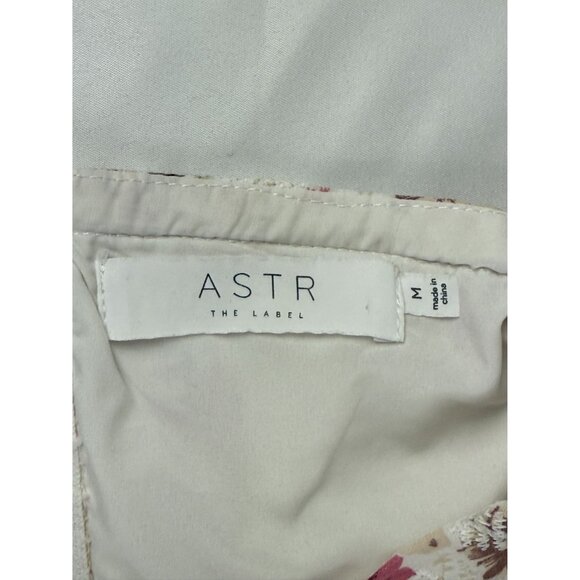 ASTR
THE LABEL
M
made in
china